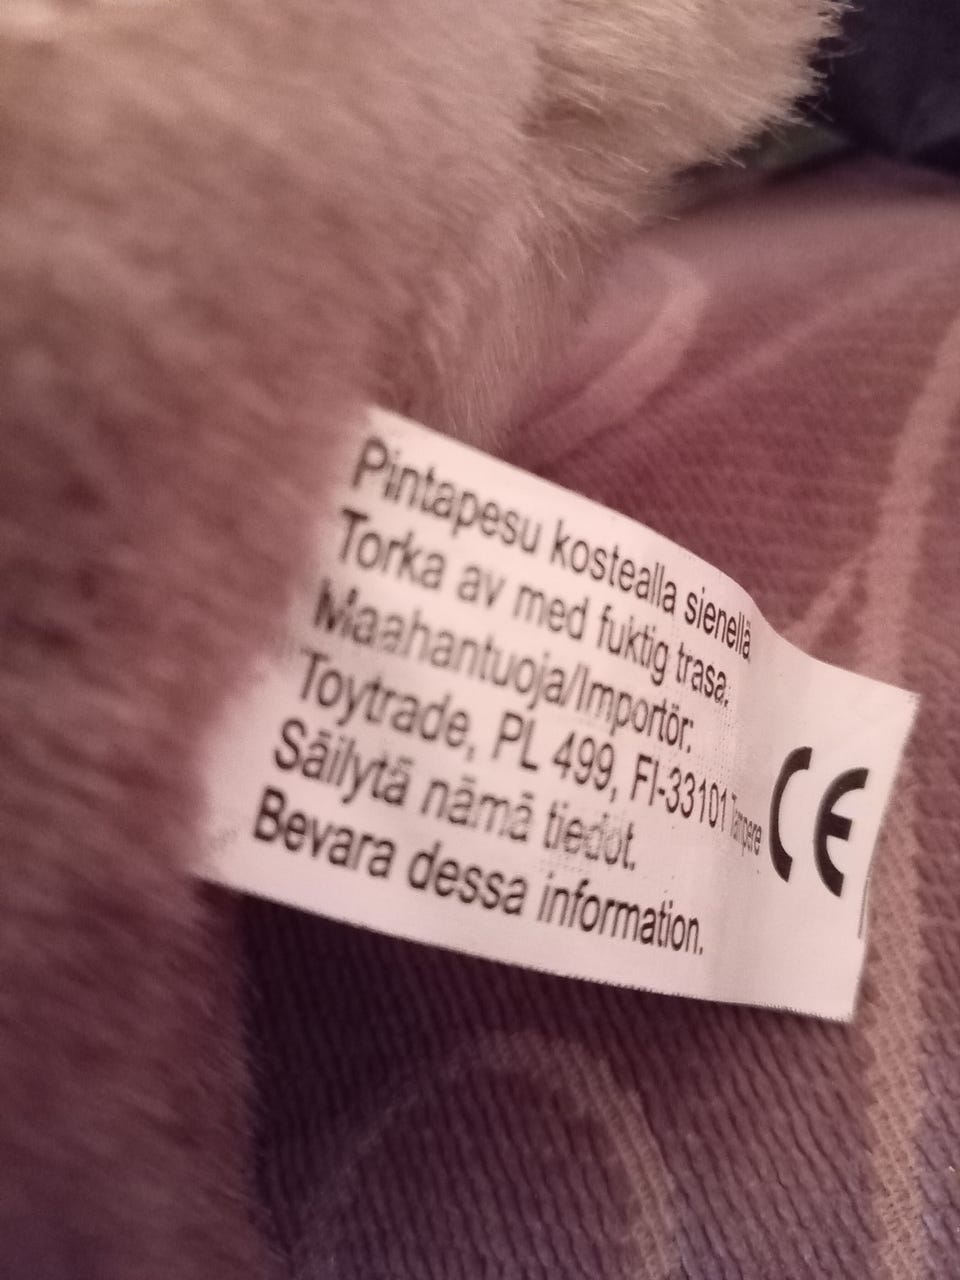 Pintapesu kostealla sienellä
Torka av med fuktig trasa.
Maahantuoja/Importör:
Toytrade, PL 499, FI-33101 Tampere
Säilytä nämä tiedot.
Bevara dessa information.
CE